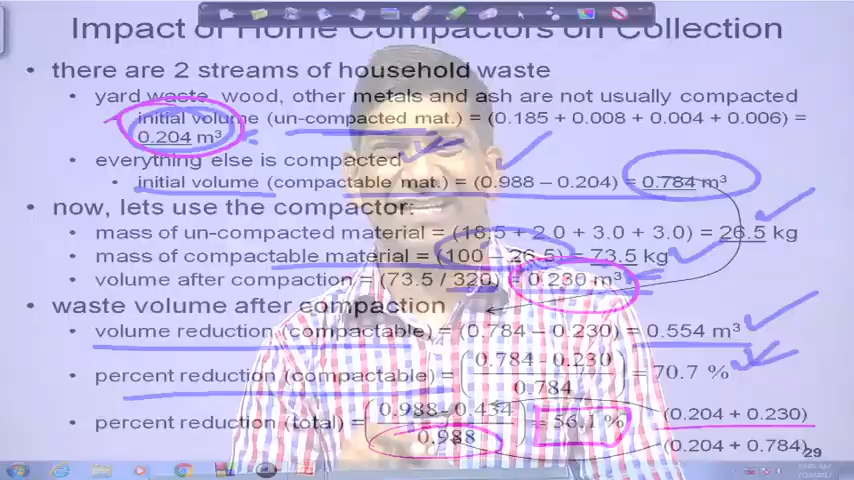 Impact of Home Compactors on Collection
• there are 2 streams of household waste
• yard waste, wood, other metals and ash are not usually compacted
• initial volume (un-compacted mat.) = (0.185 + 0.008 + 0.004 + 0.006) =
0.204 m³
• everything else is compacted
• initial volume (compactable mat.) = (0.988 – 0.204) = 0.784 m³
• now, lets use the compactor:
• mass of un-compacted material = (18.5 + 2.0 + 3.0 + 3.0) = 26.5 kg
• mass of compactable material = (100 – 26.5) = 73.5 kg
• volume after compaction = (73.5 / 320) = 0.230 m³
• waste volume after compaction
• volume reduction (compactable) = (0.784 – 0.230) = 0.554 m³
• percent reduction (compactable) = (0.784 - 0.230 / 0.784) = 70.7 %
• percent reduction (total) = (0.988 - 0.434 / 0.988) = 56.1 %
(0.204 + 0.230)
(0.204 + 0.784)
29